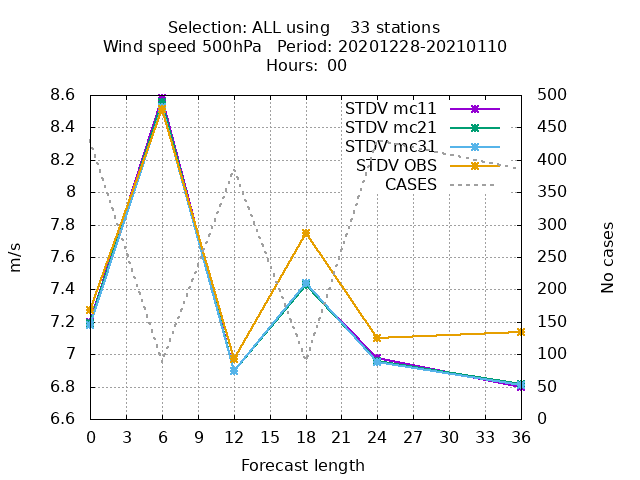 Selection: ALL using    33 stations
Wind speed 500hPa   Period: 20201228-20210110
Hours:  00
8.6
8.4
8.2
8
7.8
7.6
7.4
7.2
7
6.8
6.6
m/s
STDV mc11
STDV mc21
STDV mc31
STDV OBS
CASES
500
450
400
350
300
250
200
150
100
50
0
No cases
0 3 6 9 12 15 18 21 24 27 30 33 36
Forecast length